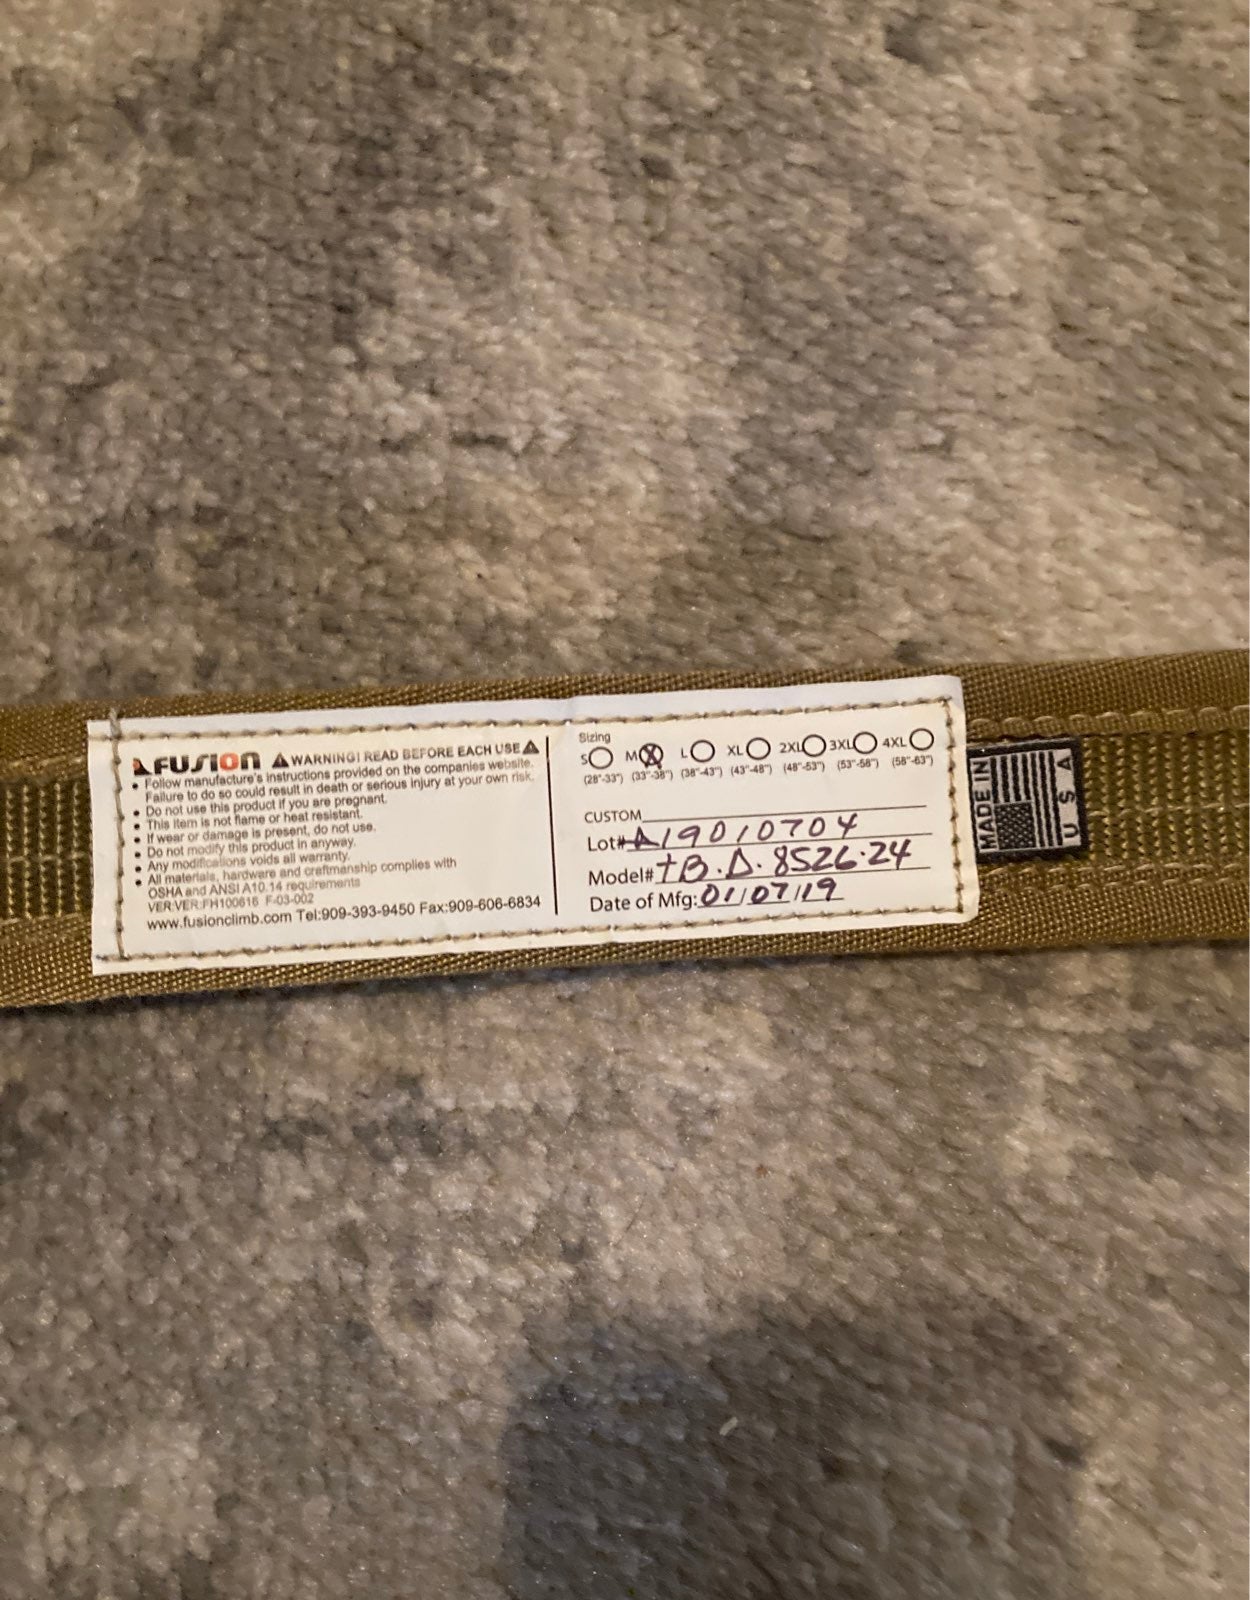 FUSION ⚠WARNING! READ BEFORE EACH USE⚠
• Follow manufacture's instructions provided on the companies website.
Failure to do so could result in death or serious injury at your own risk.
• Do not use this product if you are pregnant.
• This item is not flame or heat resistant.
• If wear or damage is present, do not use.
• Do not modify this product in anyway.
• Any modifications voids all warranty.
• All materials, hardware and craftmanship complies with
OSHA and ANSI A10.14 requirements
VER:VER:FH100616 F-03-002
www.fusionclimb.com Tel:909-393-9450 Fax:909-606-6834
Sizing
S M L XL 2XL 3XL 4XL
(28"-33") (33"-38") (38"-43") (43"-48") (48"-53") (53"-58") (58"-63")
CUSTOM
Lot# A19010704
Model# TB.D.8526.24
Date of Mfg: 01/07/19
MADE IN
U S A